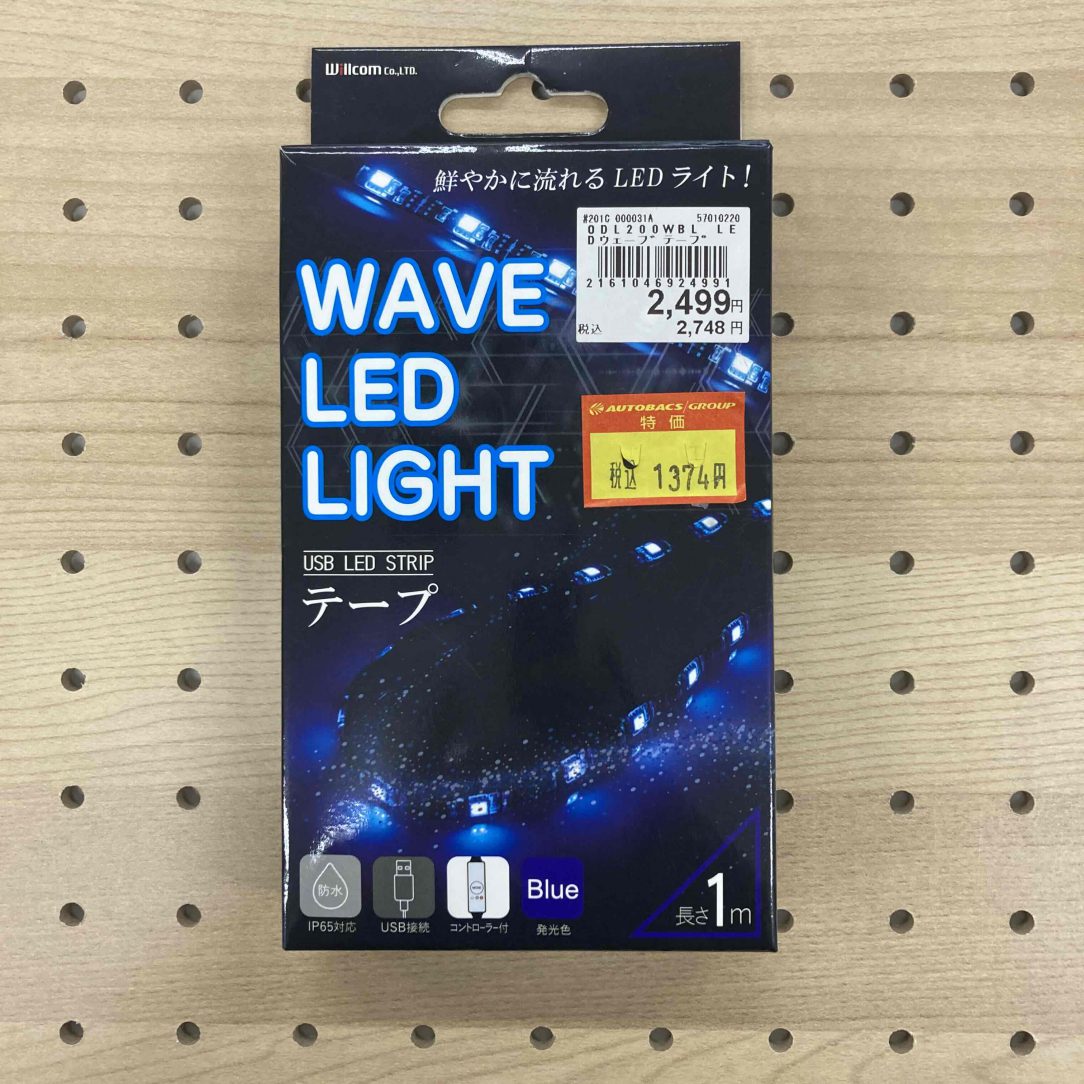 Willcom Co.,LTD.
鮮やかに流れる LED ライト!
#201C 000031A 57010220
ODL200WBL LE
Dウェーブ テープ
2161046924991
2,499円
税込 2,748円
WAVE
LED
LIGHT
AUTOBACS/GROUP
特価
税込 1374円
USB LED STRIP
テープ
防水
IP65対応
USB接続
コントローラー付
Blue
発光色
長さ1m